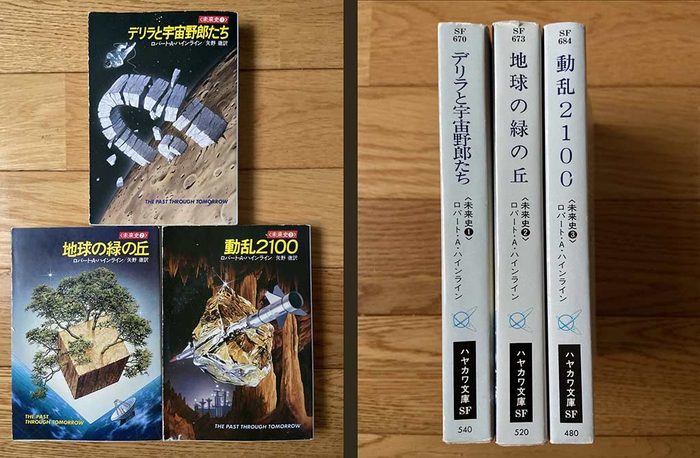 〈未来史❶〉
デリラと宇宙野郎たち
ロバート・A・ハインライン/矢野 徹訳
THE PAST THROUGH TOMORROW
〈未来史❷〉
地球の緑の丘
ロバート・A・ハインライン/矢野 徹訳
THE PAST
THROUGH TOMORROW
〈未来史❸〉
動乱2100
ロバート・A・ハインライン/矢野 徹訳
THE PAST THROUGH TOMORROW
SF
670
デリラと宇宙野郎たち
〈未来史❶〉
ロバート・A・ハインライン
ハヤカワ文庫
SF
540
SF
673
地球の緑の丘
〈未来史❷〉
ロバート・A・ハインライン
ハヤカワ文庫
SF
520
SF
684
動乱2100
〈未来史❸〉
ロバート・A・ハインライン
ハヤカワ文庫
SF
480